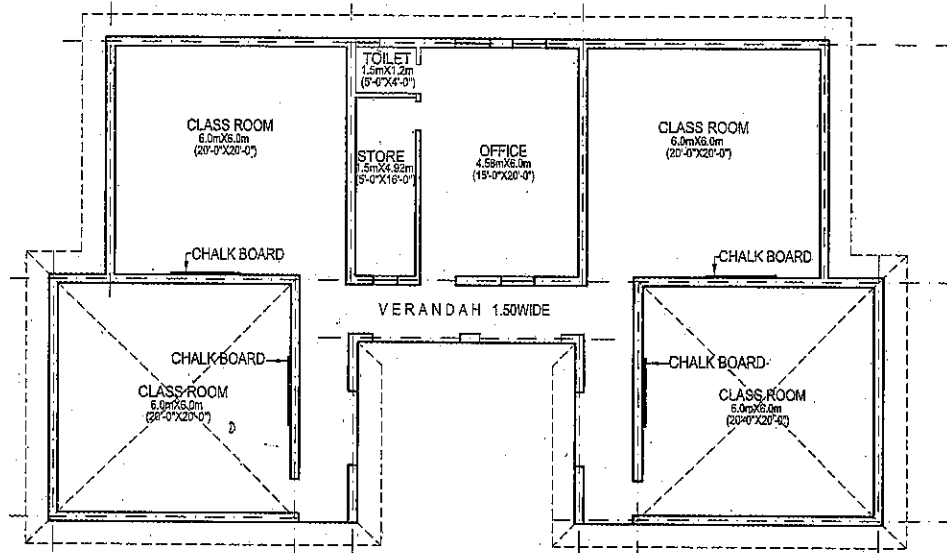 TOILET
1.5mX1.2m
(5'-0"X4'-0")
CLASS ROOM
6.0mX6.0m
(20'-0"X20'-0")
STORE
1.5mX4.92m
(5'-0"X16'-0")
OFFICE
4.58mX6.0m
(15'-0"X20'-0")
CLASS ROOM
6.0mX6.0m
(20'-0"X20'-0")
CHALK BOARD
CHALK BOARD
VERANDAH 1.50WIDE
CHALK BOARD
CLASS ROOM
6.0mX6.0m
(20'-0"X20'-0")
CHALK BOARD
CLASS ROOM
6.0mX6.0m
(20'-0"X20'-0")